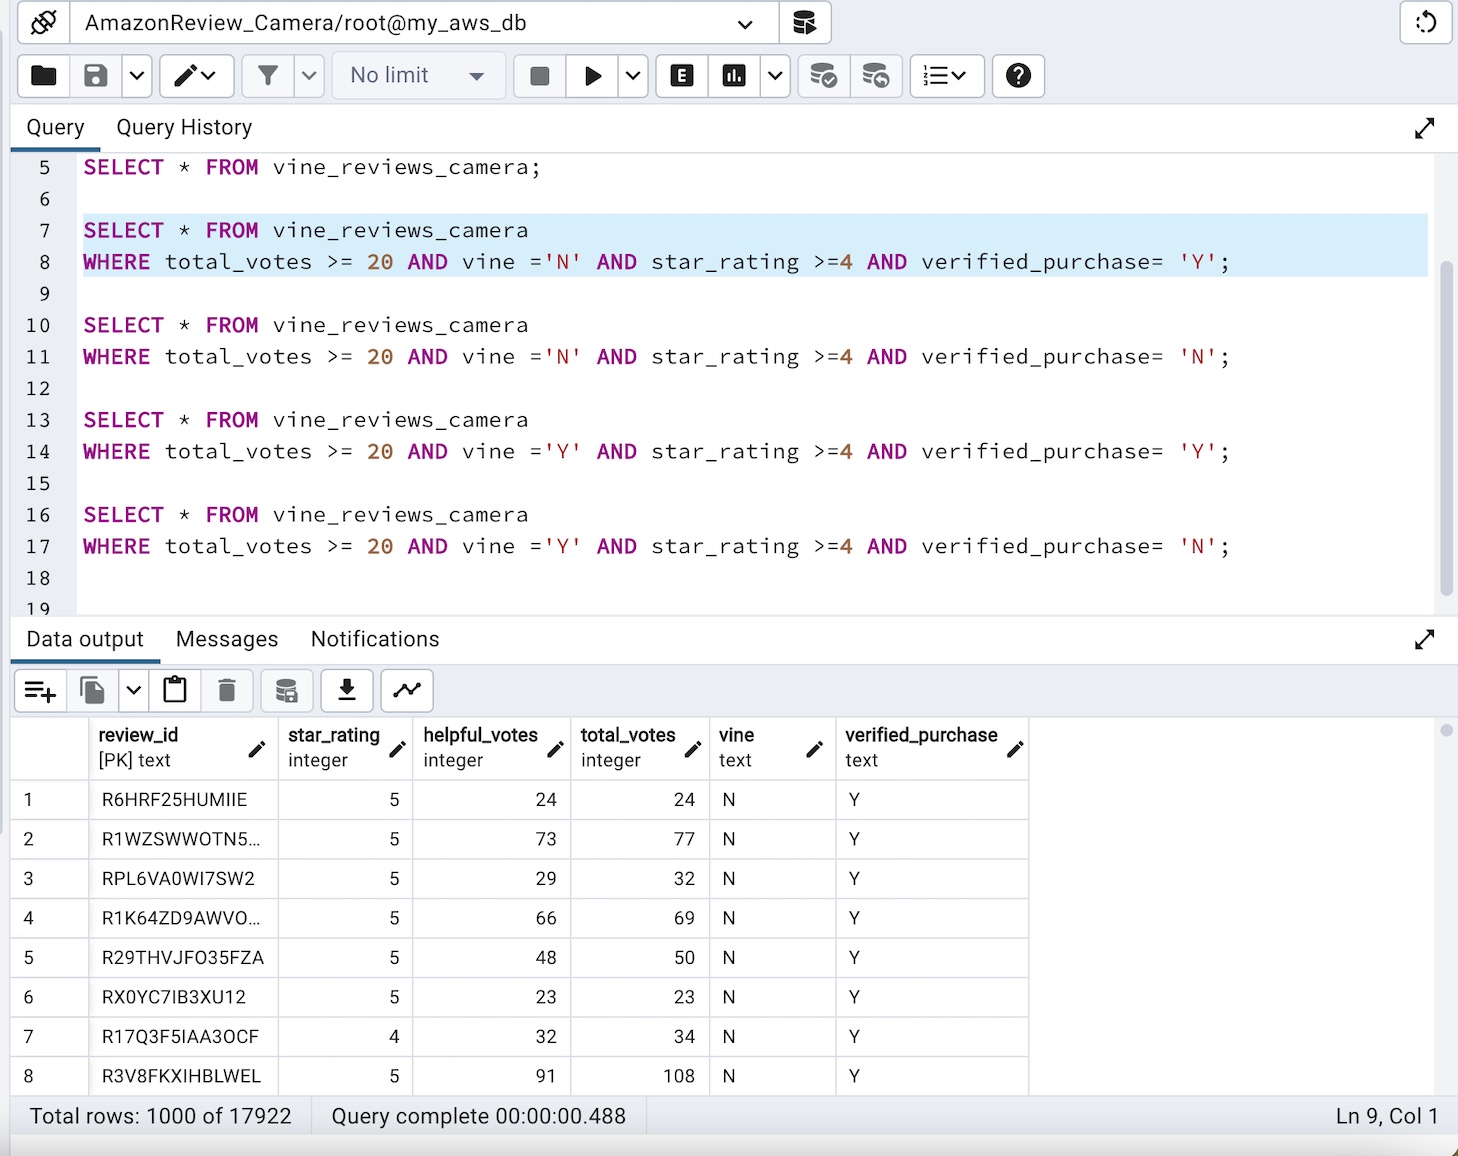 AmazonReview_Camera/root@my_aws_db
No limit
E
Query Query History
5 SELECT * FROM vine_reviews_camera;
6
7 SELECT * FROM vine_reviews_camera
8 WHERE total_votes >= 20 AND vine ='N' AND star_rating >=4 AND verified_purchase= 'Y';
9
10 SELECT * FROM vine_reviews_camera
11 WHERE total_votes >= 20 AND vine ='N' AND star_rating >=4 AND verified_purchase= 'N';
12
13 SELECT * FROM vine_reviews_camera
14 WHERE total_votes >= 20 AND vine ='Y' AND star_rating >=4 AND verified_purchase= 'Y';
15
16 SELECT * FROM vine_reviews_camera
17 WHERE total_votes >= 20 AND vine ='Y' AND star_rating >=4 AND verified_purchase= 'N';
18
19
Data output Messages Notifications
review_id star_rating helpful_votes total_votes vine verified_purchase
[PK] text integer integer integer text text
1 R6HRF25HUMIIE 5 24 24 N Y
2 R1WZSWWOTN5... 5 73 77 N Y
3 RPL6VA0WI7SW2 5 29 32 N Y
4 R1K64ZD9AWVO... 5 66 69 N Y
5 R29THVJFO35FZA 5 48 50 N Y
6 RX0YC7IB3XU12 5 23 23 N Y
7 R17Q3F5IAA3OCF 4 32 34 N Y
8 R3V8FKXIHBLWEL 5 91 108 N Y
Total rows: 1000 of 17922 Query complete 00:00:00.488 Ln 9, Col 1